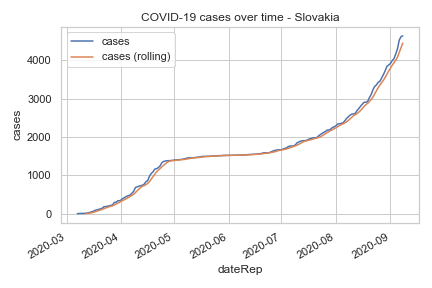 COVID-19 cases over time - Slovakia
cases
cases (rolling)
cases
4000
3000
2000
1000
0
2020-03
2020-04
2020-05
2020-06
2020-07
2020-08
2020-09
dateRep